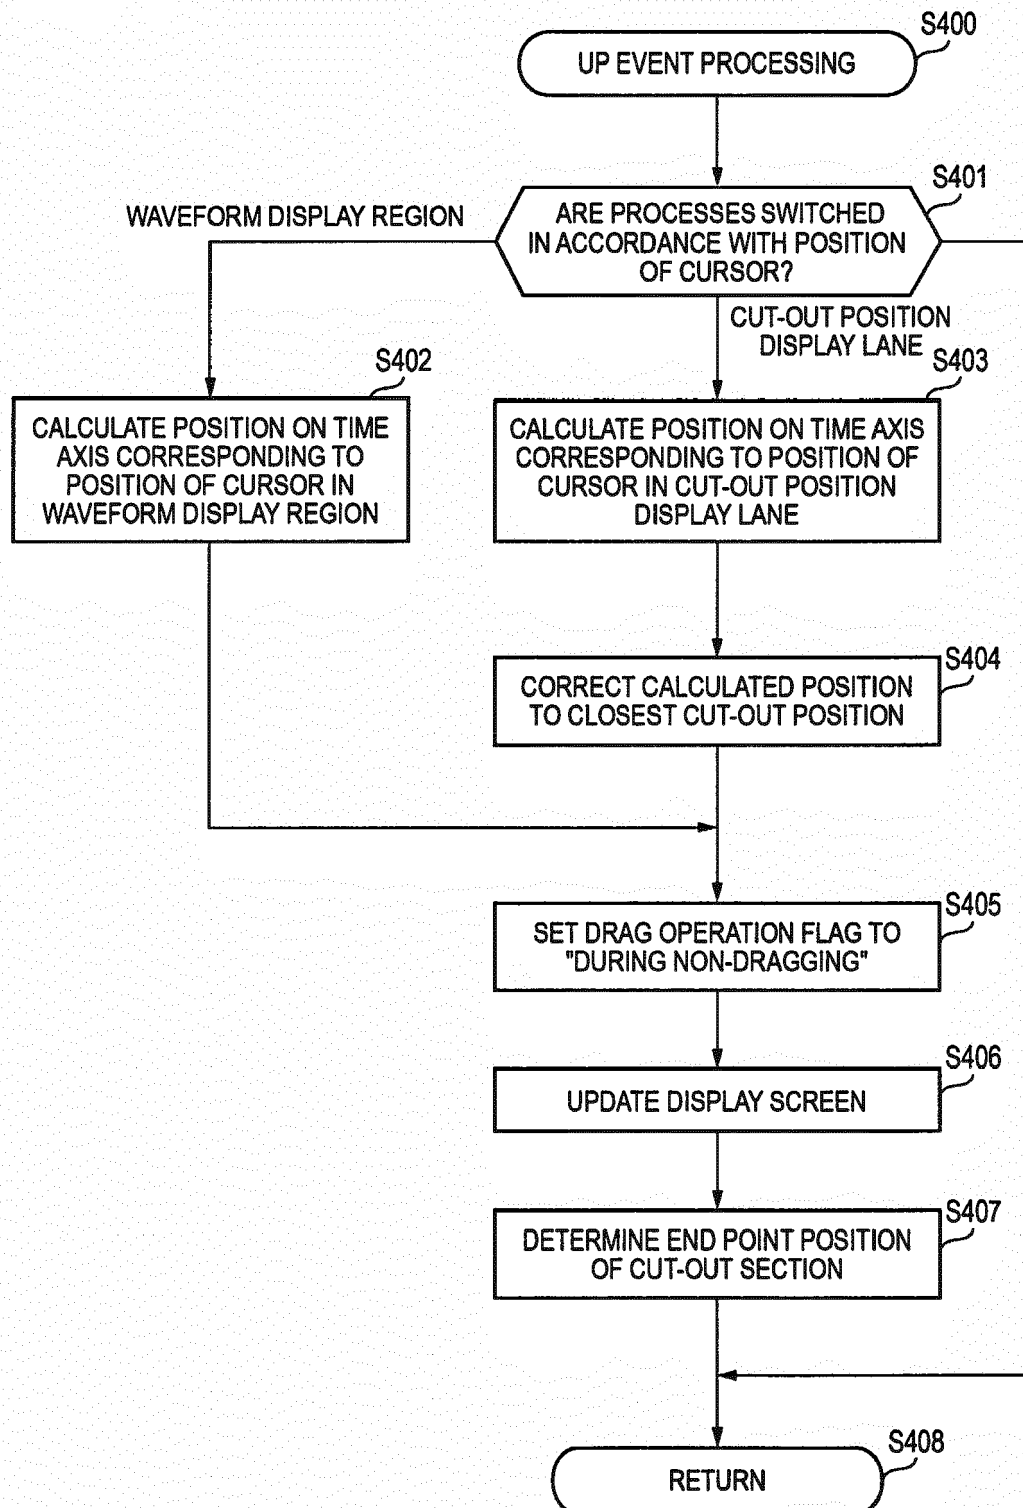 S400
UP EVENT PROCESSING
S401
ARE PROCESSES SWITCHED
IN ACCORDANCE WITH POSITION
OF CURSOR?
WAVEFORM DISPLAY REGION
CUT-OUT POSITION
DISPLAY LANE
S402
CALCULATE POSITION ON TIME
AXIS CORRESPONDING TO
POSITION OF CURSOR IN
WAVEFORM DISPLAY REGION
S403
CALCULATE POSITION ON TIME AXIS
CORRESPONDING TO POSITION OF
CURSOR IN CUT-OUT POSITION
DISPLAY LANE
S404
CORRECT CALCULATED POSITION
TO CLOSEST CUT-OUT POSITION
S405
SET DRAG OPERATION FLAG TO
"DURING NON-DRAGGING"
S406
UPDATE DISPLAY SCREEN
S407
DETERMINE END POINT POSITION
OF CUT-OUT SECTION
S408
RETURN